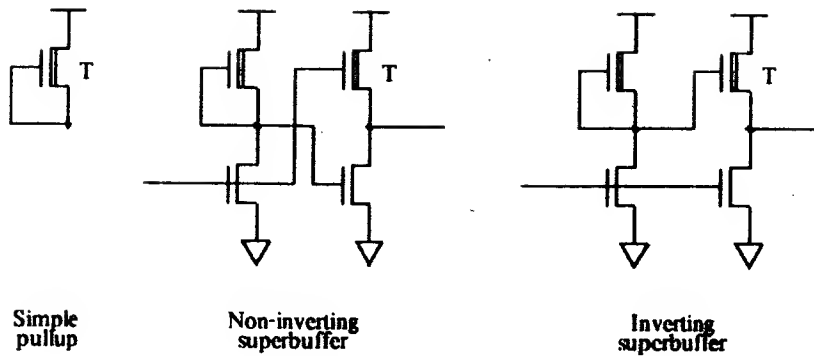 T
T
T
Simple
pullup
Non-inverting
superbuffer
Inverting
superbuffer